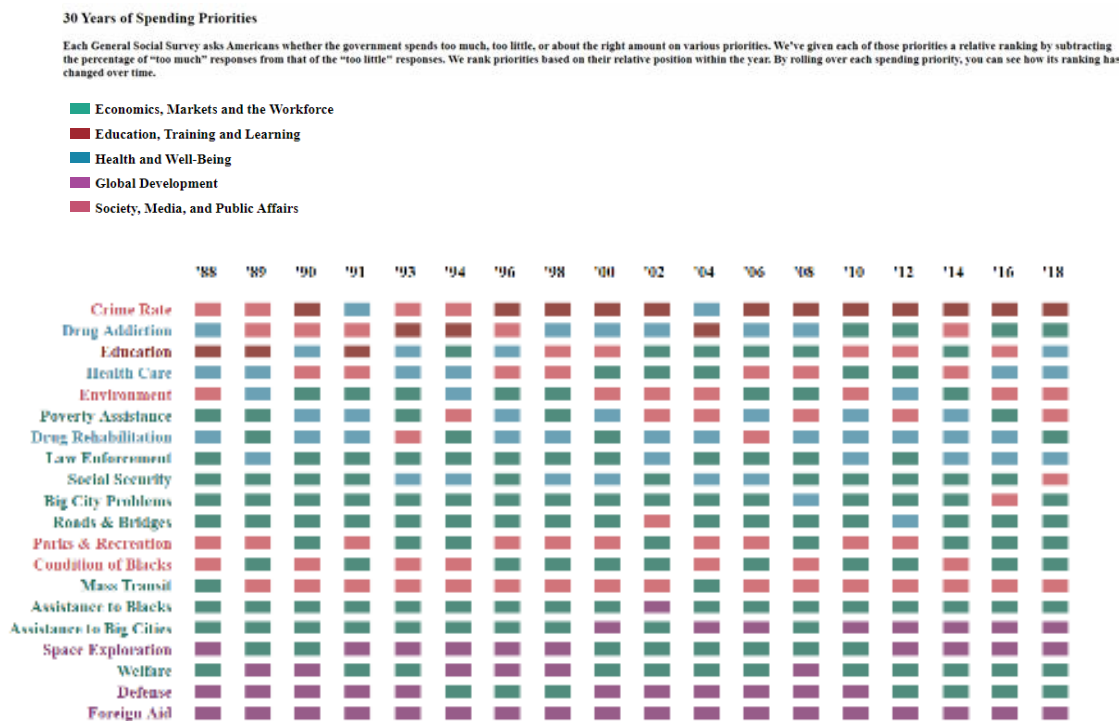 30 Years of Spending Priorities
Each General Social Survey asks Americans whether the government spends too much, too little, or about the right amount on various priorities. We've given each of those priorities a relative ranking by subtracting
the percentage of "too much" responses from that of the "too little" responses. We rank priorities based on their relative position within the year. By rolling over each spending priority, you can see how its ranking has
changed over time.
Economics, Markets and the Workforce
Education, Training and Learning
Health and Well-Being
Global Development
Society, Media, and Public Affairs
'88 '89 '90 '91 '93 '94 '96 '98 '00 '02 '04 '06 '08 '10 '12 '14 '16 '18
Crime Rate
Drug Addiction
Education
Health Care
Environment
Poverty Assistance
Drug Rehabilitation
Law Enforcement
Social Security
Big City Problems
Roads & Bridges
Parks & Recreation
Condition of Blacks
Mass Transit
Assistance to Blacks
Assistance to Big Cities
Space Exploration
Welfare
Defense
Foreign Aid